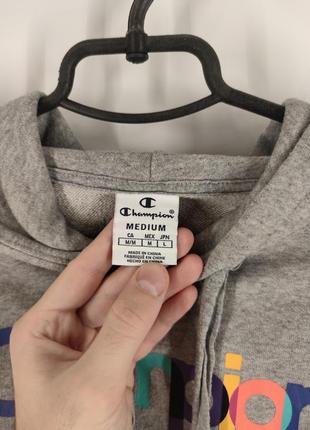 Champion
MEDIUM
CA MEX JPN
M/M M L
MADE IN CHINA
FABRIQUÉ EN CHINE
HECHO EN CHINA